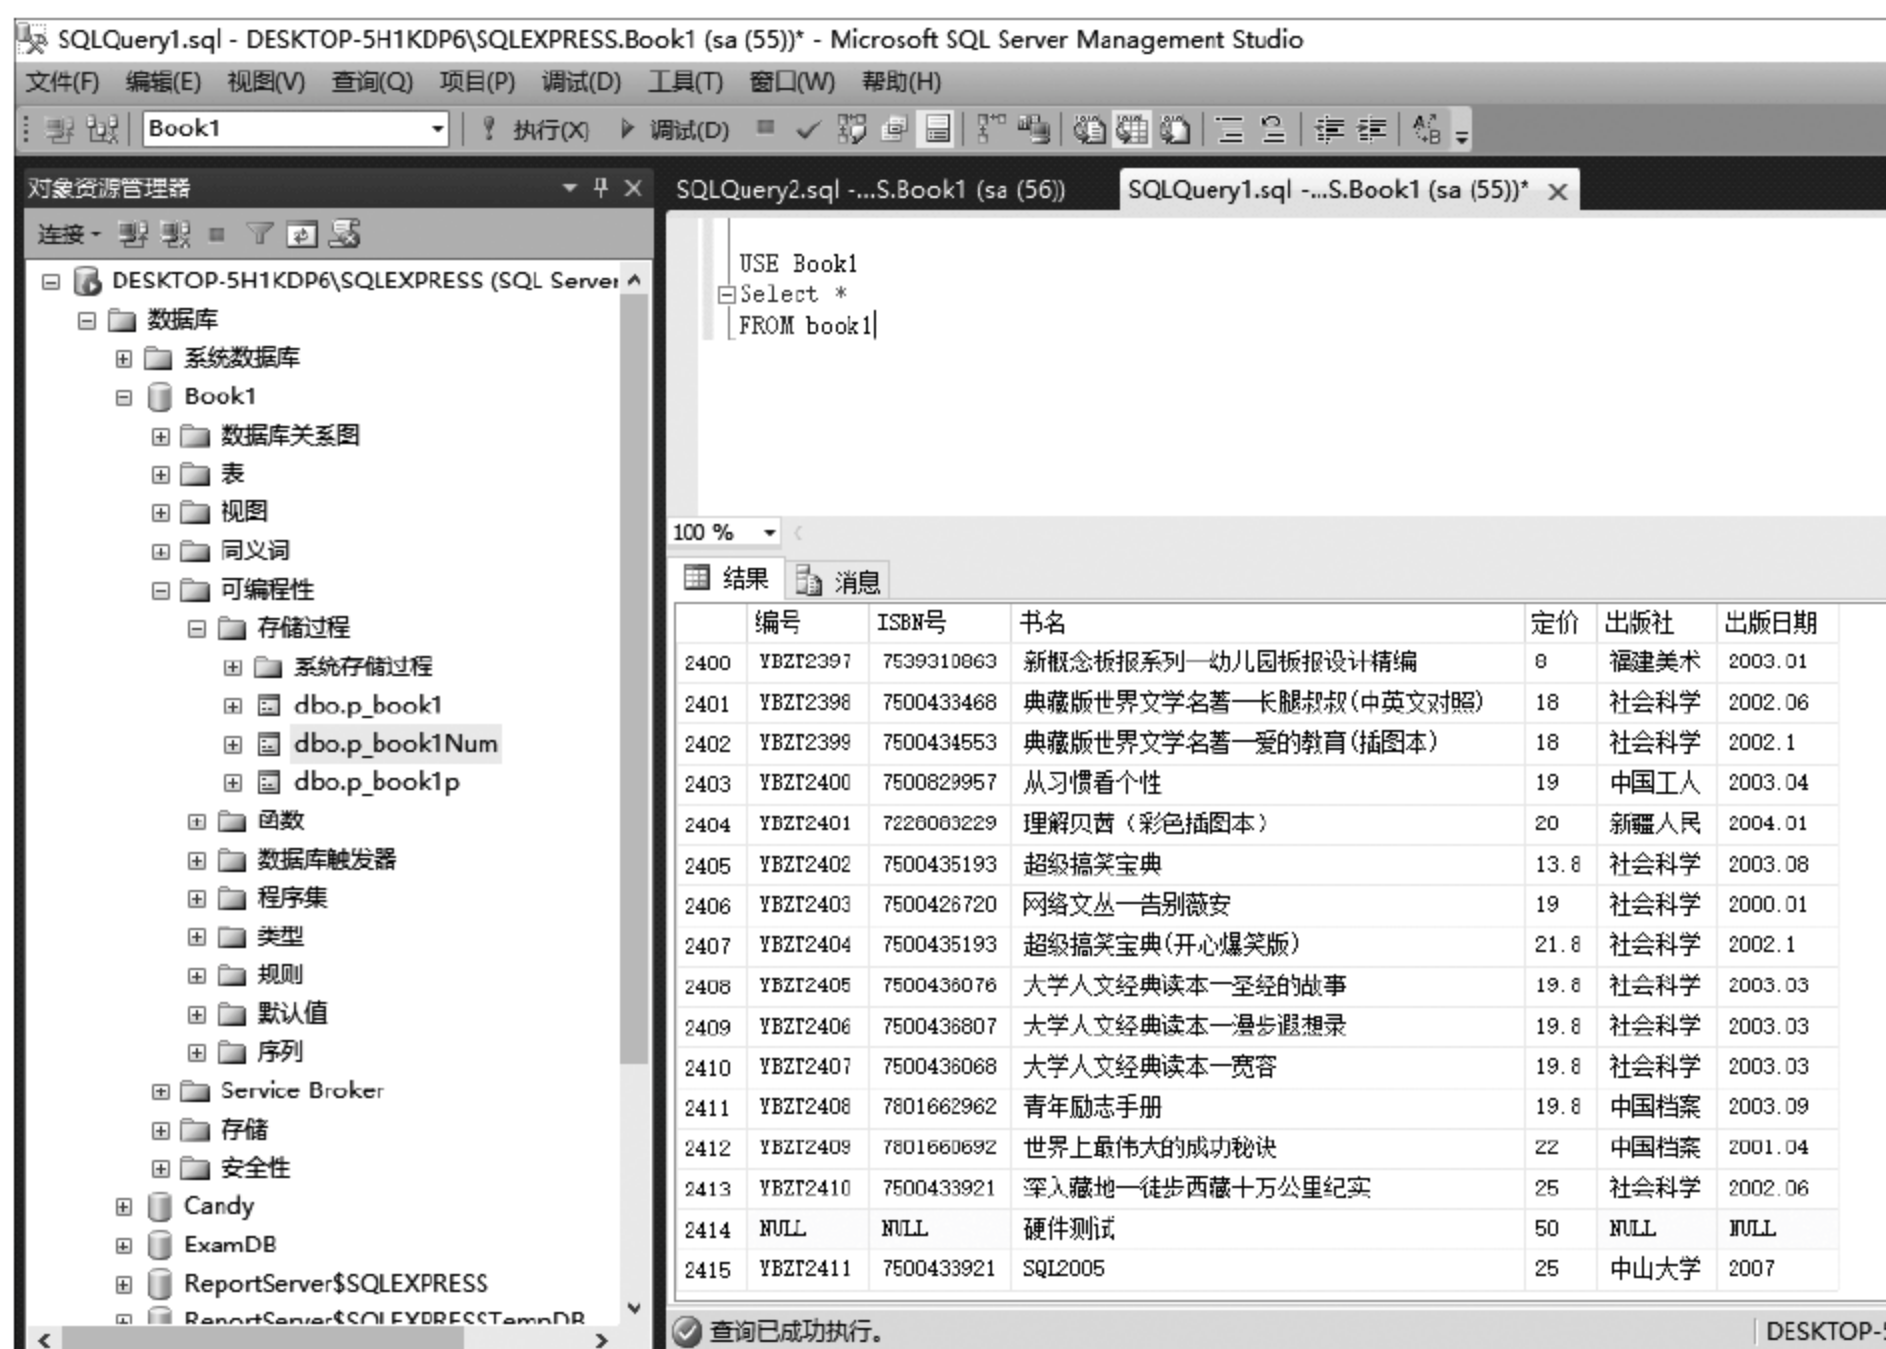 SQLQuery1.sql - DESKTOP-5H1KDP6\SQLEXPRESS.Book1 (sa (55))* - Microsoft SQL Server Management Studio
文件(F) 编辑(E) 视图(V) 查询(Q) 项目(P) 调试(D) 工具(T) 窗口(W) 帮助(H)
Book1 执行(X) 调试(D)
对象资源管理器
连接
DESKTOP-5H1KDP6\SQLEXPRESS (SQL Server
数据库
系统数据库
Book1
数据库关系图
表
视图
同义词
可编程性
存储过程
系统存储过程
dbo.p_book1
dbo.p_book1Num
dbo.p_book1p
函数
数据库触发器
程序集
类型
规则
默认值
序列
Service Broker
存储
安全性
Candy
ExamDB
ReportServer$SQLEXPRESS
ReportServer$SQLEXPRESSTempDB
SQLQuery2.sql -...S.Book1 (sa (56)) SQLQuery1.sql -...S.Book1 (sa (55))*
USE Book1
Select *
FROM book1
100 %
结果 消息
编号 ISBN号 书名 定价 出版社 出版日期
2400 YBZT2397 7539310863 新概念板报系列—幼儿园板报设计精编 8 福建美术 2003.01
2401 YBZT2398 7500433468 典藏版世界文学名著—长腿叔叔(中英文对照) 18 社会科学 2002.06
2402 YBZT2399 7500434553 典藏版世界文学名著—爱的教育(插图本) 18 社会科学 2002.1
2403 YBZT2400 7500829957 从习惯看个性 19 中国工人 2003.04
2404 YBZT2401 7228083229 理解贝茜（彩色插图本） 20 新疆人民 2004.01
2405 YBZT2402 7500435193 超级搞笑宝典 13.8 社会科学 2003.08
2406 YBZT2403 7500426720 网络文丛—告别薇安 19 社会科学 2000.01
2407 YBZT2404 7500435193 超级搞笑宝典(开心爆笑版) 21.8 社会科学 2002.1
2408 YBZT2405 7500436076 大学人文经典读本—圣经的故事 19.8 社会科学 2003.03
2409 YBZT2406 7500436807 大学人文经典读本—漫步遐想录 19.8 社会科学 2003.03
2410 YBZT2407 7500436068 大学人文经典读本—宽容 19.8 社会科学 2003.03
2411 YBZT2408 7801662962 青年励志手册 19.8 中国档案 2003.09
2412 YBZT2409 7801660692 世界上最伟大的成功秘诀 22 中国档案 2001.04
2413 YBZT2410 7500433921 深入藏地—徒步西藏十万公里纪实 25 社会科学 2002.06
2414 NULL NULL 硬件测试 50 NULL NULL
2415 YBZT2411 7500433921 SQL2005 25 中山大学 2007
查询已成功执行。 DESKTOP-